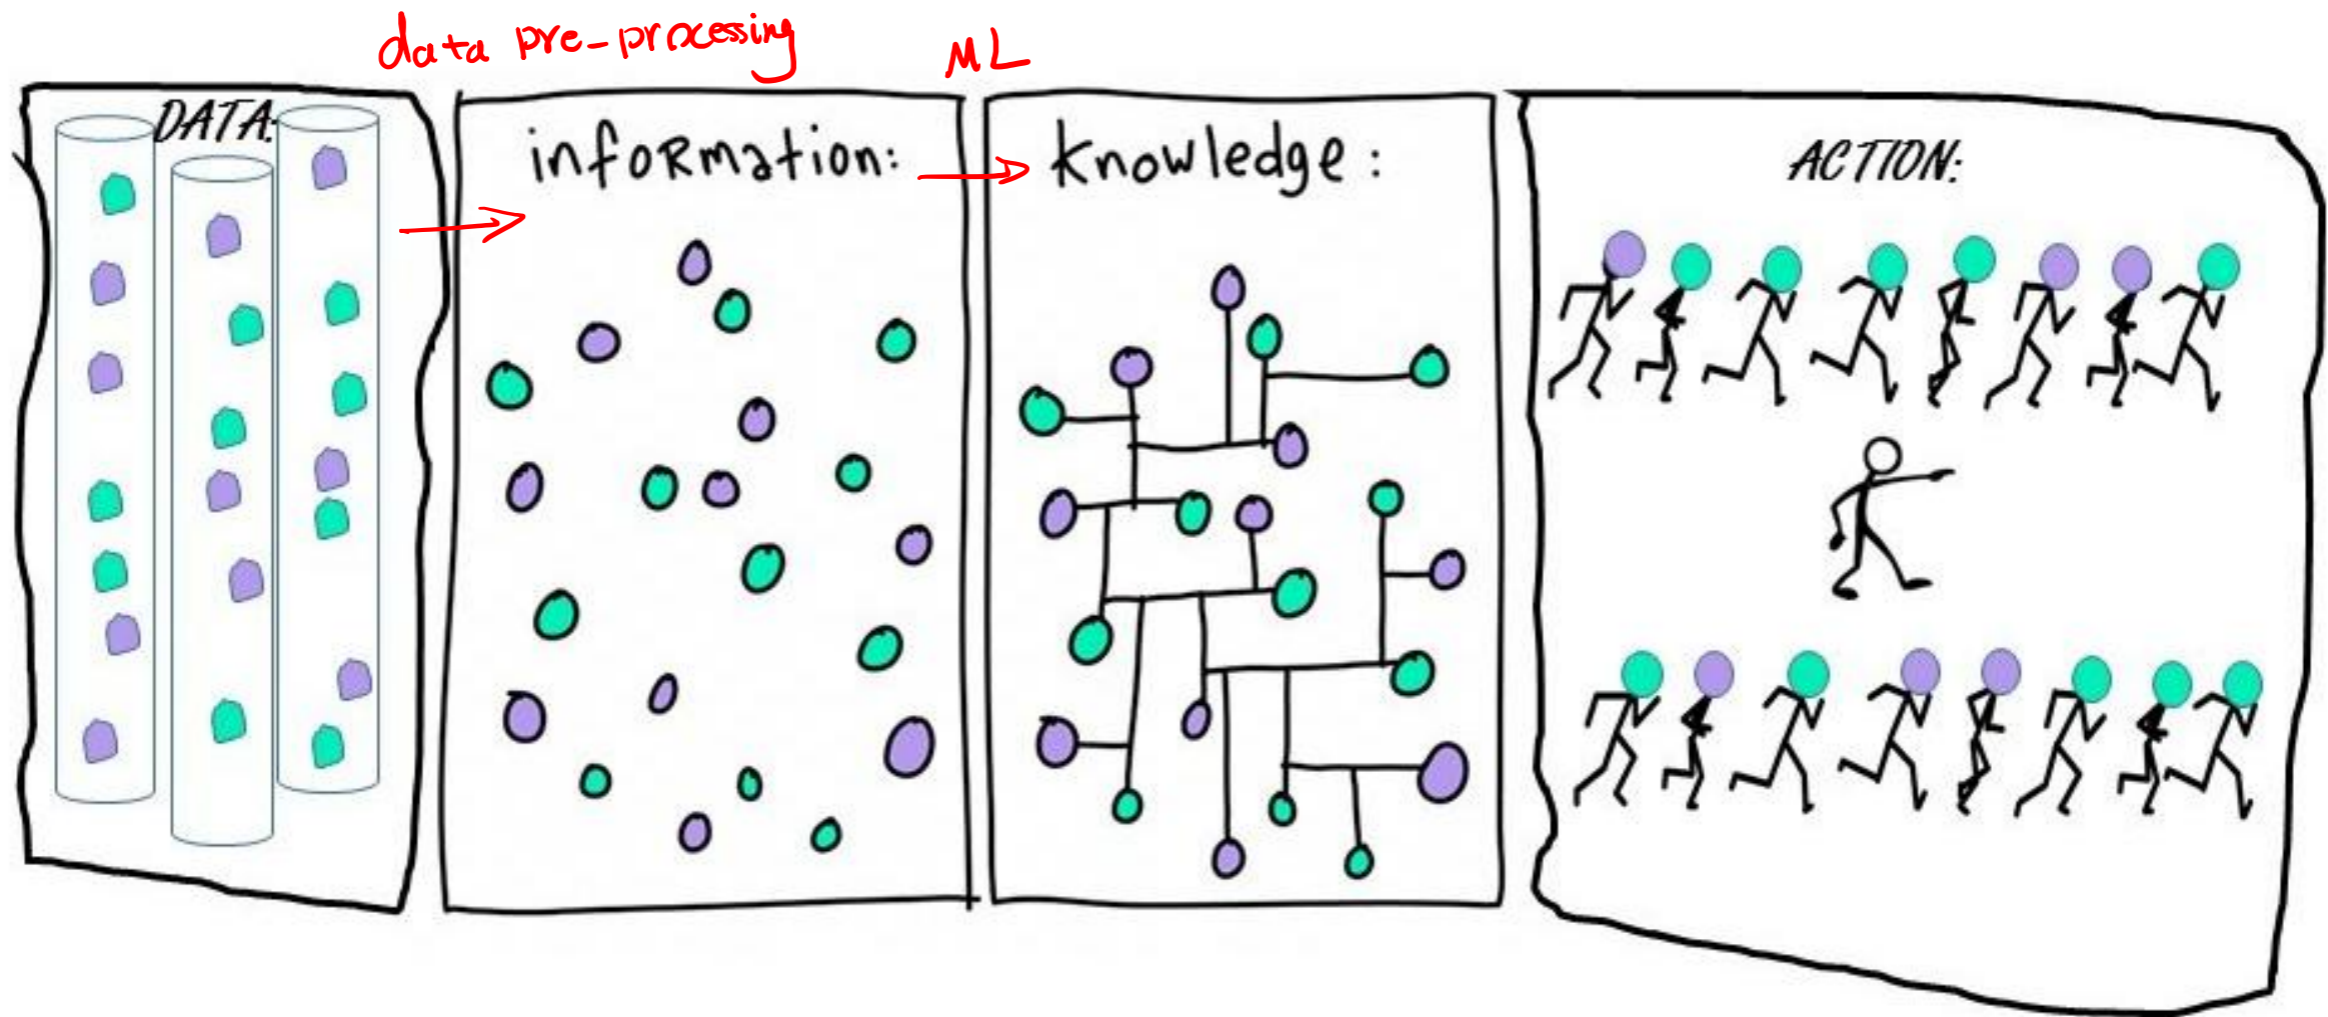 data pre-processing
ML
DATA:
information:
knowledge:
ACTION: